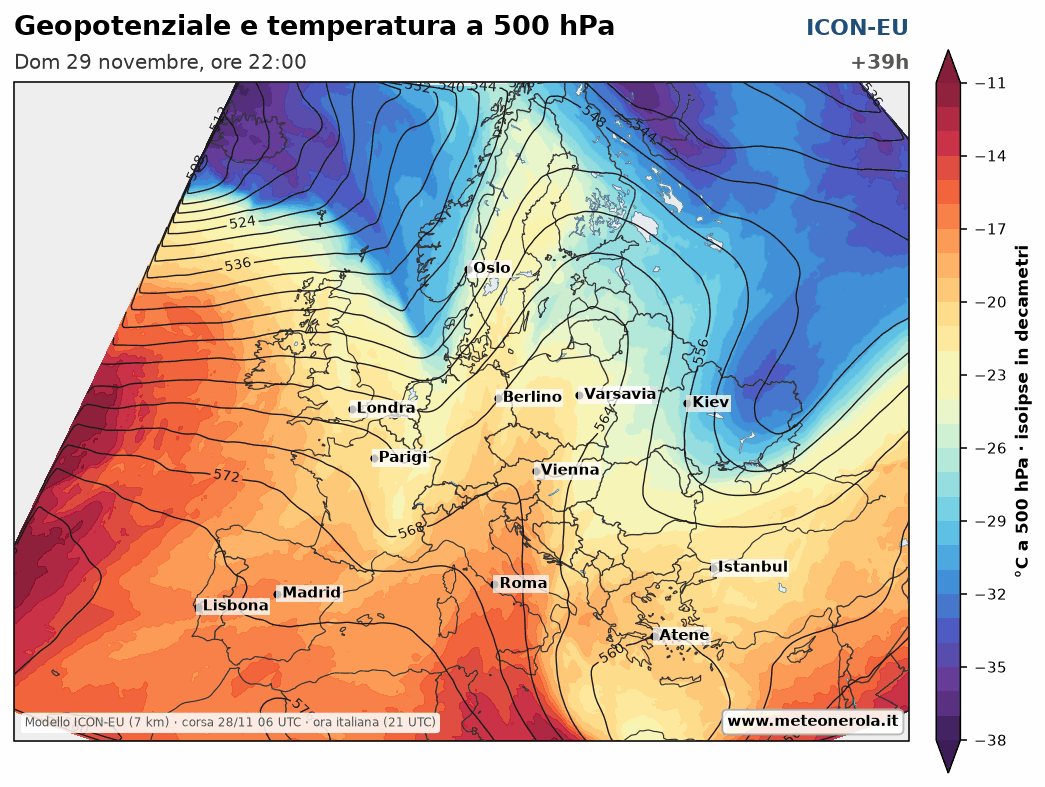 Geopotenziale e temperatura a 500 hPa
ICON-EU
Dom 29 novembre, ore 22:00
+39h
512
532
540
544
548
544
536
508
524
536
Oslo
556
Londra
Berlino
Varsavia
Kiev
564
Parigi
Vienna
572
568
Istanbul
Roma
Madrid
Lisbona
Atene
560
Modello ICON-EU (7 km) · corsa 28/11 06 UTC · ora italiana (21 UTC)
www.meteonerola.it
−11
−14
−17
−20
−23
−26
−29
−32
−35
−38
°C a 500 hPa · isoipse in decametri